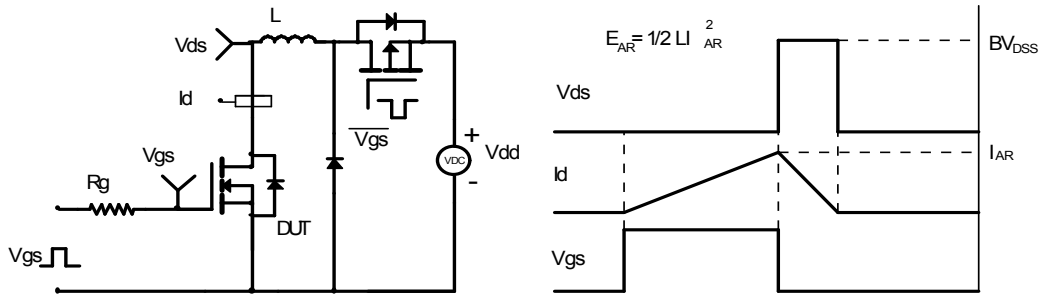 L
Vds
Id
Vgs
Rg
DUT
Vgs
Vgs
+
VDC
Vdd
-
E_AR = 1/2 LI²_AR
BV_DSS
Vds
I_AR
Id
Vgs